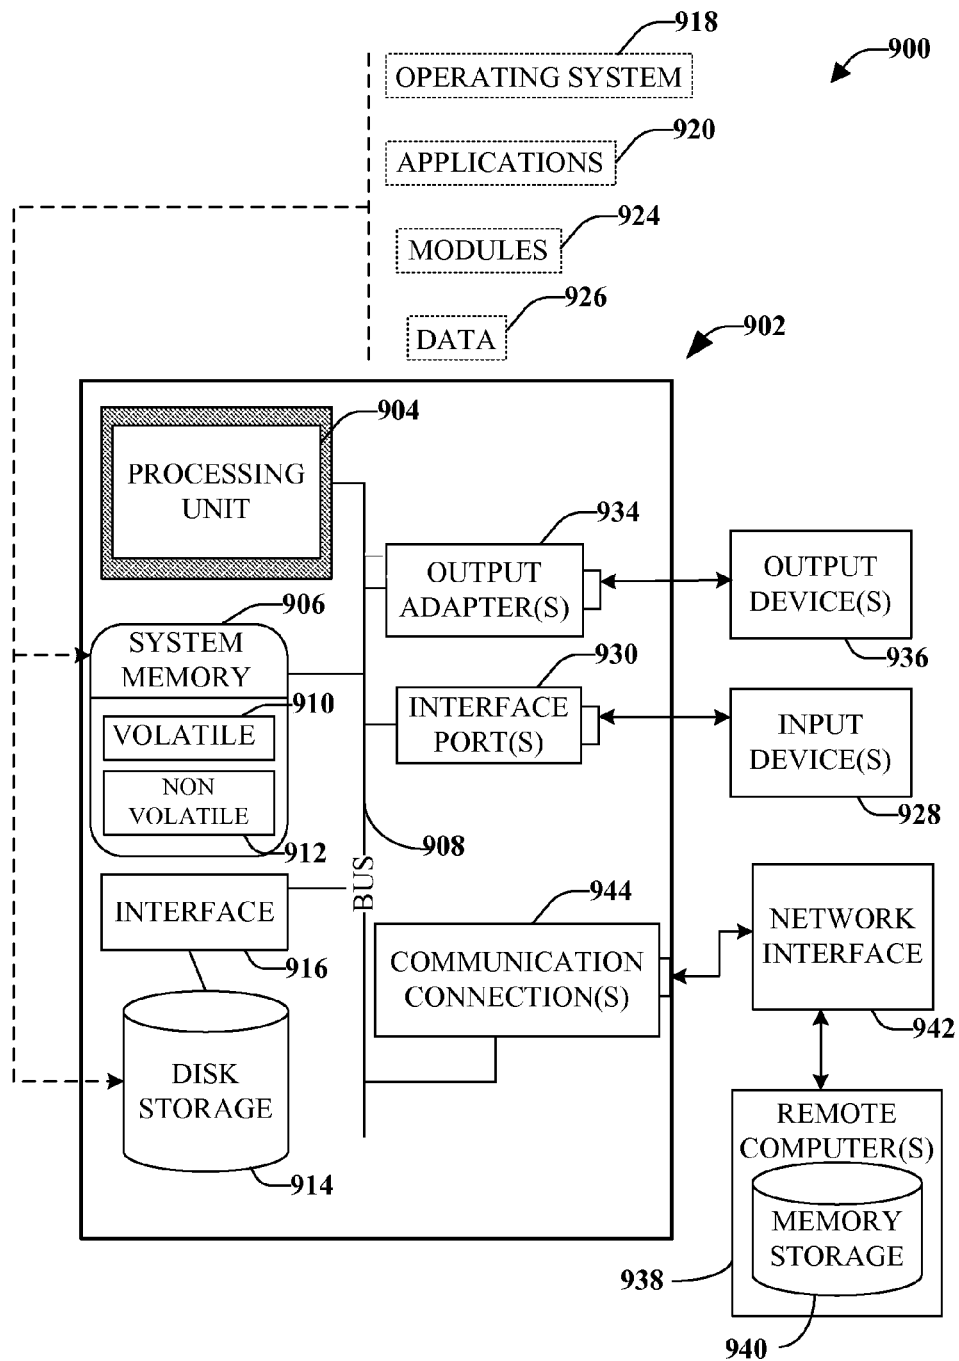 918
900
OPERATING SYSTEM
920
APPLICATIONS
924
MODULES
926
902
DATA
904
PROCESSING
UNIT
934
OUTPUT
ADAPTER(S)
OUTPUT
DEVICE(S)
936
906
SYSTEM
MEMORY
910
VOLATILE
NON
VOLATILE
912
930
INTERFACE
PORT(S)
INPUT
DEVICE(S)
928
908
BUS
INTERFACE
916
944
COMMUNICATION
CONNECTION(S)
NETWORK
INTERFACE
942
DISK
STORAGE
914
REMOTE
COMPUTER(S)
MEMORY
STORAGE
938
940